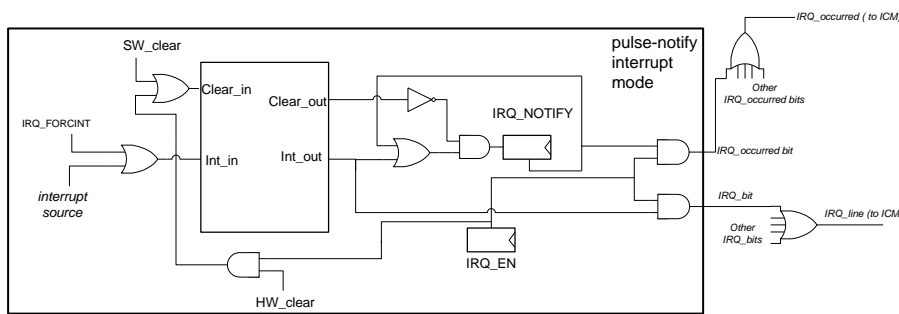 IRQ_occurred ( to ICM)
pulse-notify
interrupt
mode
SW_clear
Clear_in
Clear_out
Other
IRQ_occurred bits
IRQ_NOTIFY
IRQ_FORCINT
Int_in
Int_out
IRQ_occurred bit
interrupt
source
IRQ_bit
IRQ_line (to ICM)
Other
IRQ_bits
IRQ_EN
HW_clear